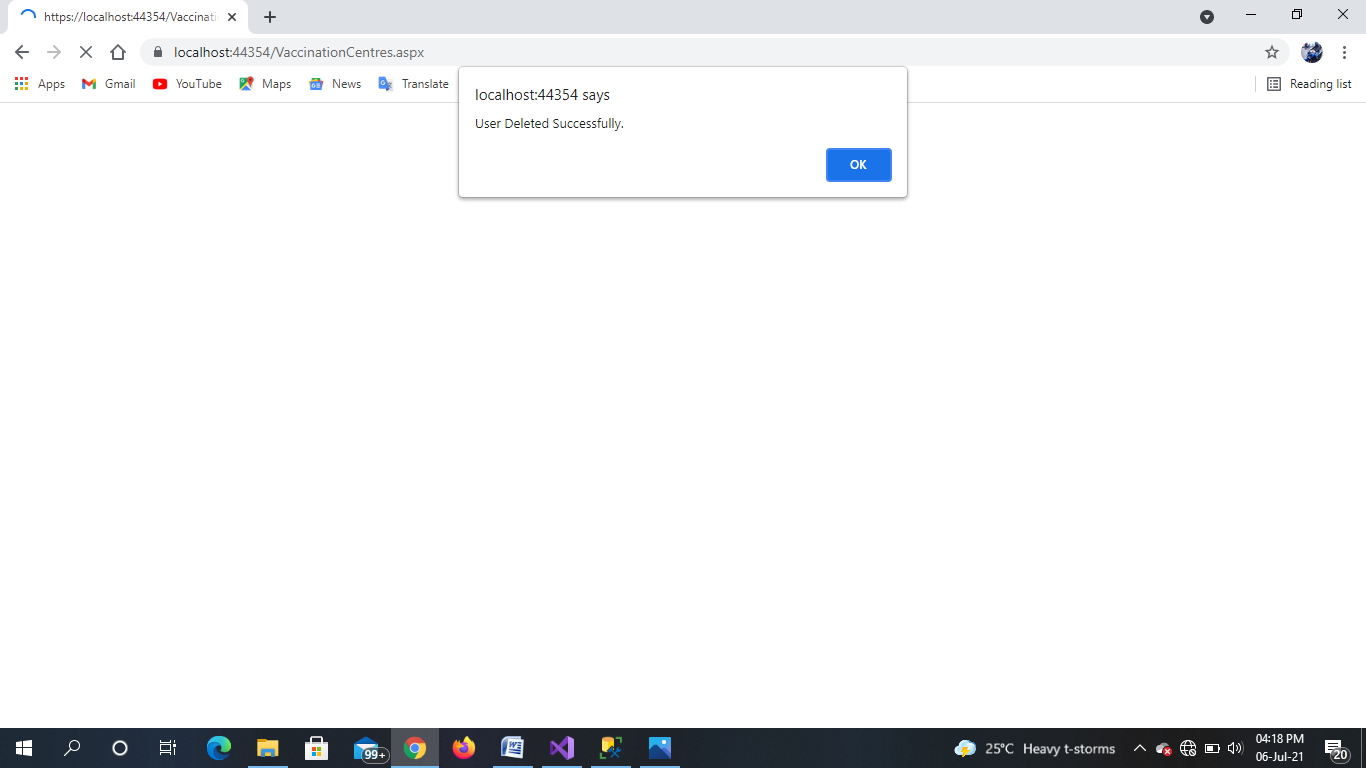 https://localhost:44354/Vaccinati
localhost:44354/VaccinationCentres.aspx
Apps Gmail YouTube Maps News Translate Reading list
localhost:44354 says
User Deleted Successfully.
OK
99+
25°C Heavy t-storms
04:18 PM
06-Jul-21
20